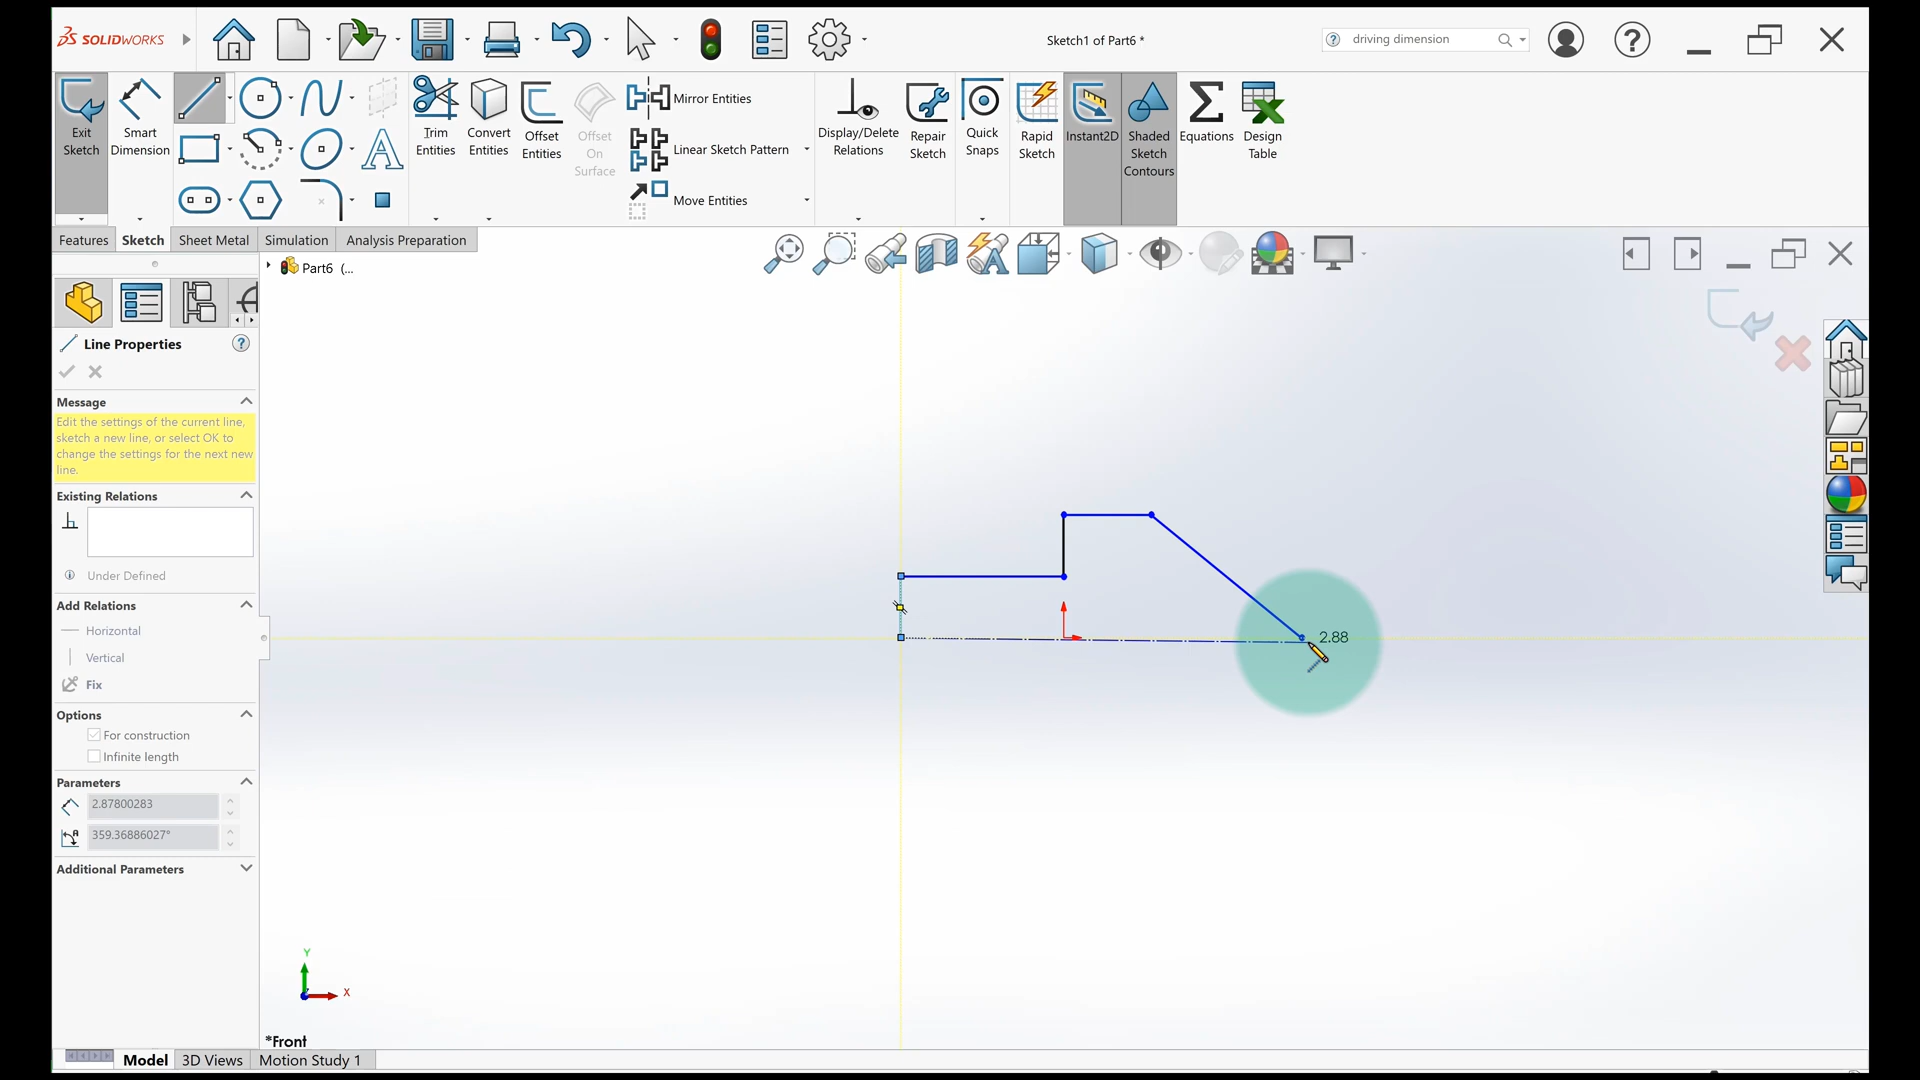 SOLIDWORKS
Sketch1 of Part6 *
driving dimension
Exit Sketch
Smart Dimension
Trim Entities
Convert Entities
Offset Entities
Offset On Surface
Mirror Entities
Linear Sketch Pattern
Move Entities
Display/Delete Relations
Repair Sketch
Quick Snaps
Rapid Sketch
Instant2D
Shaded Sketch Contours
Equations
Design Table
Features
Sketch
Sheet Metal
Simulation
Analysis Preparation
Part6 (...
Line Properties
Message
Edit the settings of the current line,
sketch a new line, or select OK to
change the settings for the next new
line.
Existing Relations
Under Defined
Add Relations
Horizontal
Vertical
Fix
Options
For construction
Infinite length
Parameters
2.87800283
359.36886027°
Additional Parameters
2.88
Y
X
*Front
Model
3D Views
Motion Study 1